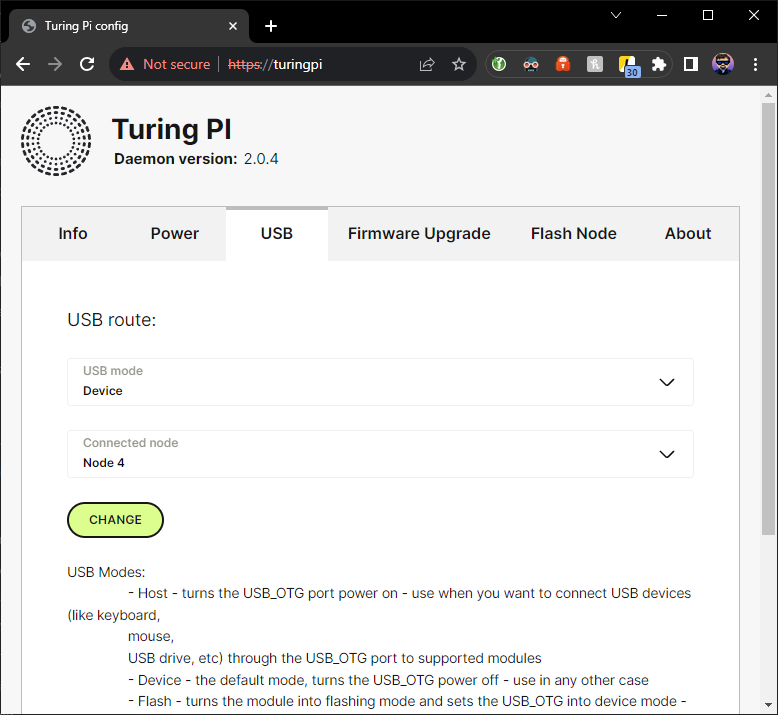 Turing Pi config
Not secure
https://turingpi
30
Turing PI
Daemon version: 2.0.4
Info
Power
USB
Firmware Upgrade
Flash Node
About
USB route:
USB mode
Device
Connected node
Node 4
CHANGE
USB Modes:
- Host - turns the USB_OTG port power on - use when you want to connect USB devices
(like keyboard,
mouse,
USB drive, etc) through the USB_OTG port to supported modules
- Device - the default mode, turns the USB_OTG power off - use in any other case
- Flash - turns the module into flashing mode and sets the USB_OTG into device mode -